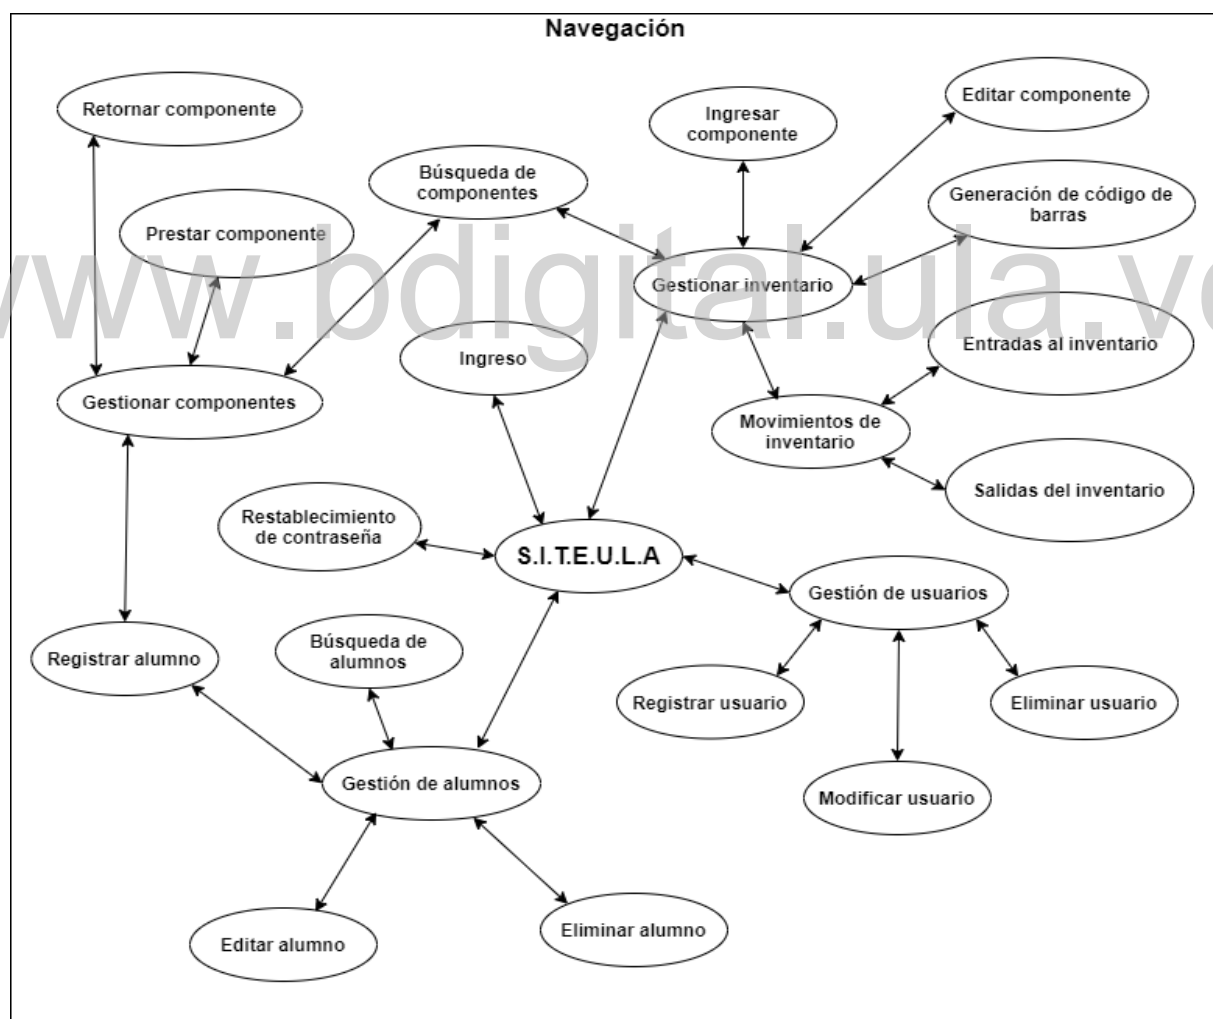 Navegación
Retornar componente
Ingresar
componente
Editar componente
Búsqueda de
componentes
Generación de código de
barras
Prestar componente
www.bdigital.ula.ve
Gestionar inventario
Entradas al inventario
Ingreso
Gestionar componentes
Movimientos de
inventario
Salidas del inventario
Restablecimiento
de contraseña
S.I.T.E.U.L.A
Gestión de usuarios
Búsqueda de
alumnos
Registrar alumno
Registrar usuario
Eliminar usuario
Gestión de alumnos
Modificar usuario
Editar alumno
Eliminar alumno